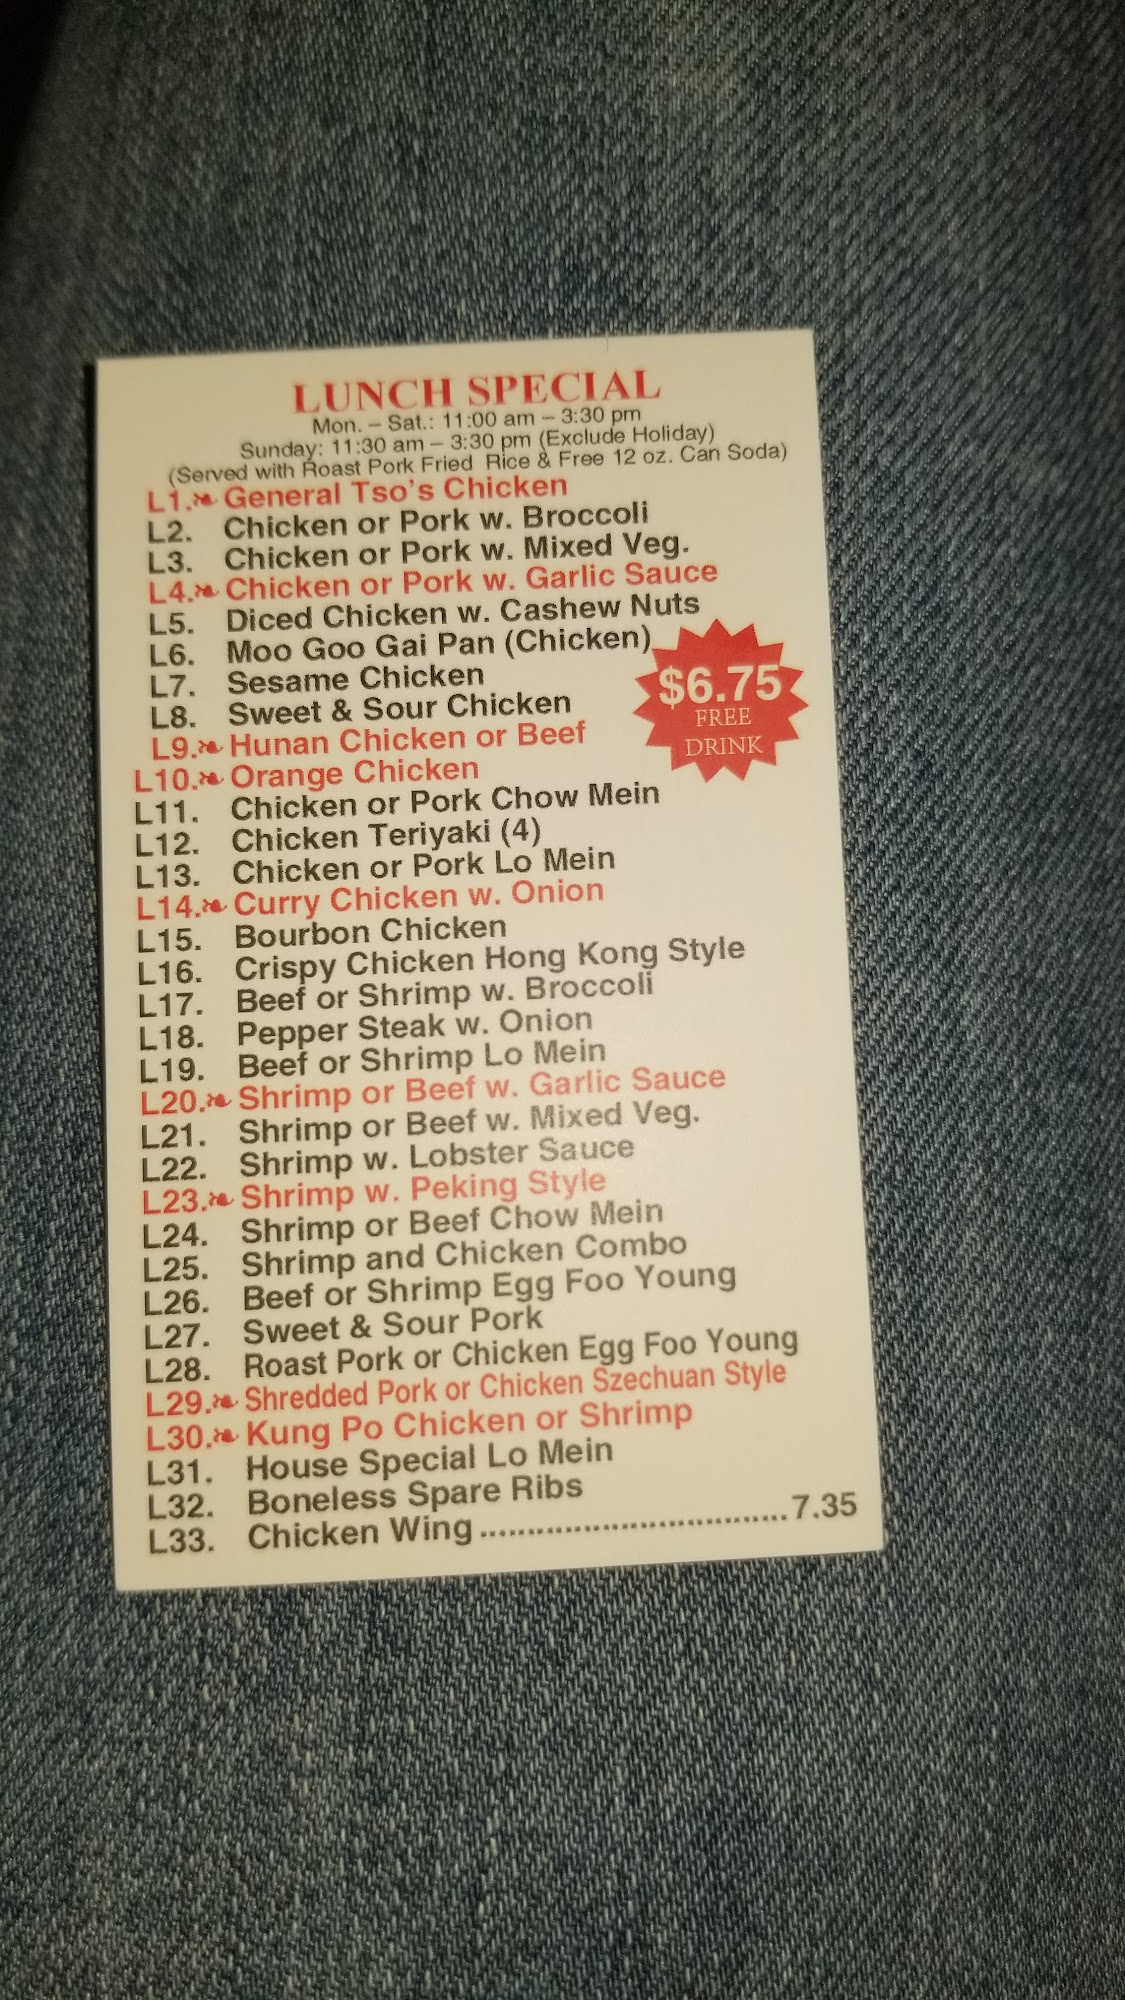 LUNCH SPECIAL
Mon. – Sat.: 11:00 am – 3:30 pm
Sunday: 11:30 am – 3:30 pm (Exclude Holiday)
(Served with Roast Pork Fried Rice & Free 12 oz. Can Soda)
L1. General Tso's Chicken
L2. Chicken or Pork w. Broccoli
L3. Chicken or Pork w. Mixed Veg.
L4. Chicken or Pork w. Garlic Sauce
L5. Diced Chicken w. Cashew Nuts
L6. Moo Goo Gai Pan (Chicken)
L7. Sesame Chicken
L8. Sweet & Sour Chicken
$6.75
FREE
DRINK
L9. Hunan Chicken or Beef
L10. Orange Chicken
L11. Chicken or Pork Chow Mein
L12. Chicken Teriyaki (4)
L13. Chicken or Pork Lo Mein
L14. Curry Chicken w. Onion
L15. Bourbon Chicken
L16. Crispy Chicken Hong Kong Style
L17. Beef or Shrimp w. Broccoli
L18. Pepper Steak w. Onion
L19. Beef or Shrimp Lo Mein
L20. Shrimp or Beef w. Garlic Sauce
L21. Shrimp or Beef w. Mixed Veg.
L22. Shrimp w. Lobster Sauce
L23. Shrimp w. Peking Style
L24. Shrimp or Beef Chow Mein
L25. Shrimp and Chicken Combo
L26. Beef or Shrimp Egg Foo Young
L27. Sweet & Sour Pork
L28. Roast Pork or Chicken Egg Foo Young
L29. Shredded Pork or Chicken Szechuan Style
L30. Kung Po Chicken or Shrimp
L31. House Special Lo Mein
L32. Boneless Spare Ribs
L33. Chicken Wing ................................. 7.35